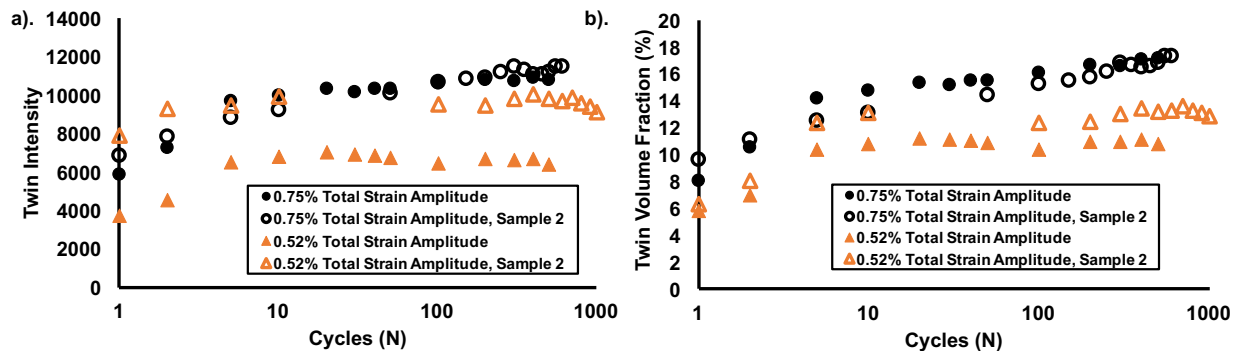 a).
14000
12000
10000
8000
6000
4000
2000
0
Twin Intensity
1
10
100
1000
Cycles (N)
0.75% Total Strain Amplitude
0.75% Total Strain Amplitude, Sample 2
0.52% Total Strain Amplitude
0.52% Total Strain Amplitude, Sample 2
b).
20
18
16
14
12
10
8
6
4
2
0
Twin Volume Fraction (%)
1
10
100
1000
Cycles (N)
0.75% Total Strain Amplitude
0.75% Total Strain Amplitude, Sample 2
0.52% Total Strain Amplitude
0.52% Total Strain Amplitude, Sample 2